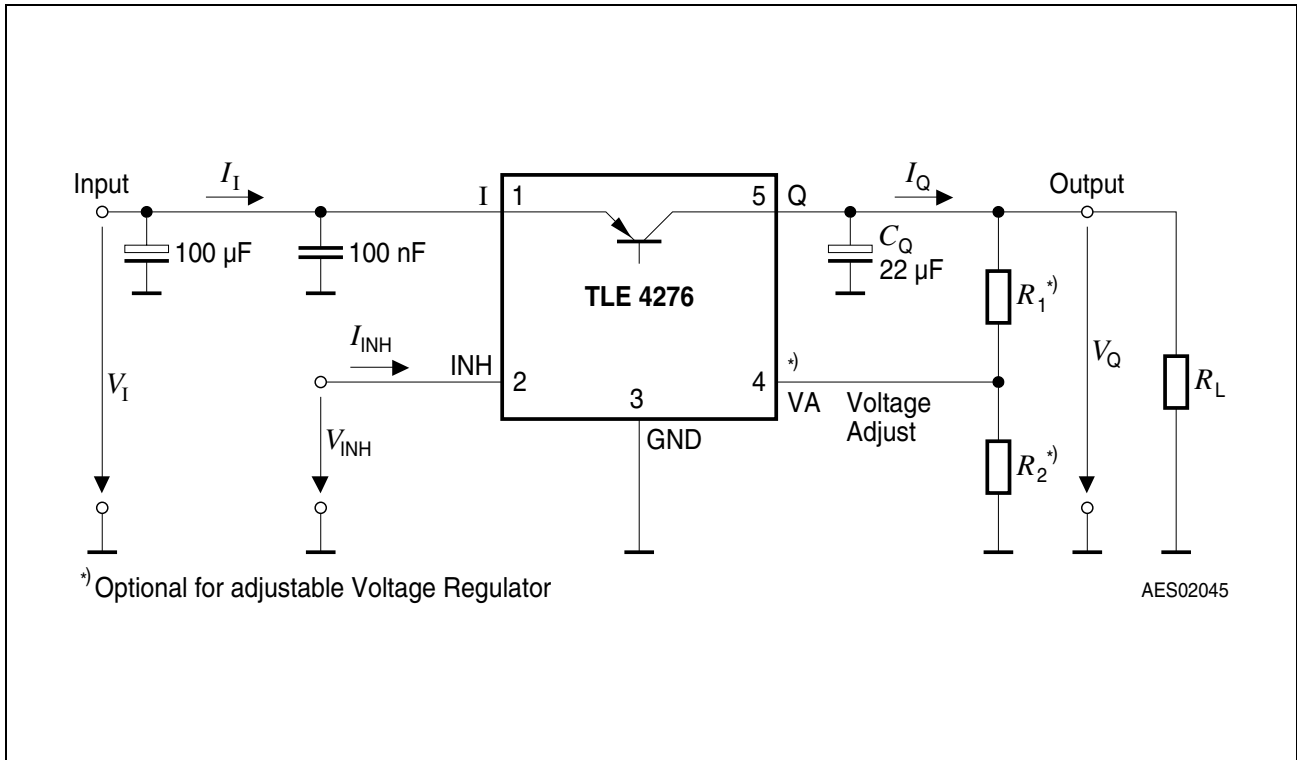 Input
I_I
I
1
5
Q
I_Q
Output
100 µF
100 nF
C_Q
22 µF
TLE 4276
R_1 *)
I_INH
INH
2
3
4
*)
VA
Voltage
Adjust
V_I
V_INH
GND
R_2 *)
V_Q
R_L
*) Optional for adjustable Voltage Regulator
AES02045